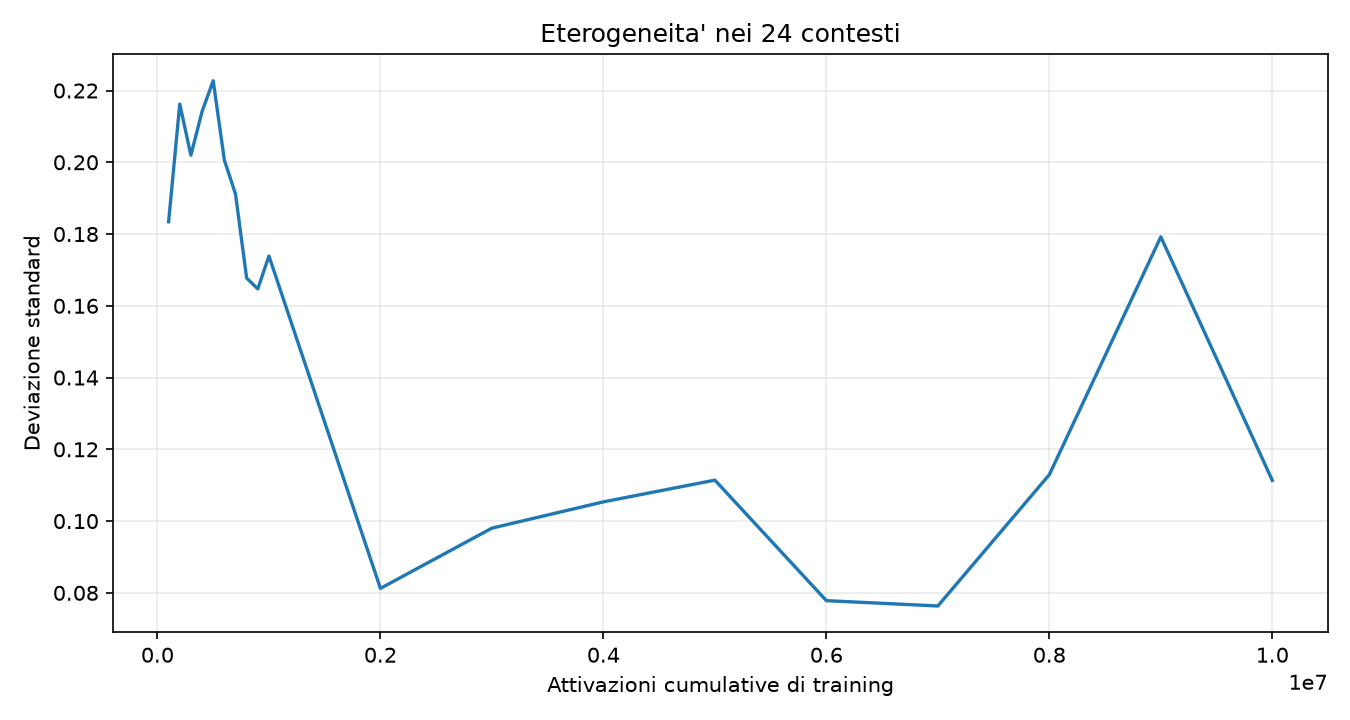 Eterogeneita' nei 24 contesti
Deviazione standard
0.22
0.20
0.18
0.16
0.14
0.12
0.10
0.08
0.0 0.2 0.4 0.6 0.8 1.0
1e7
Attivazioni cumulative di training